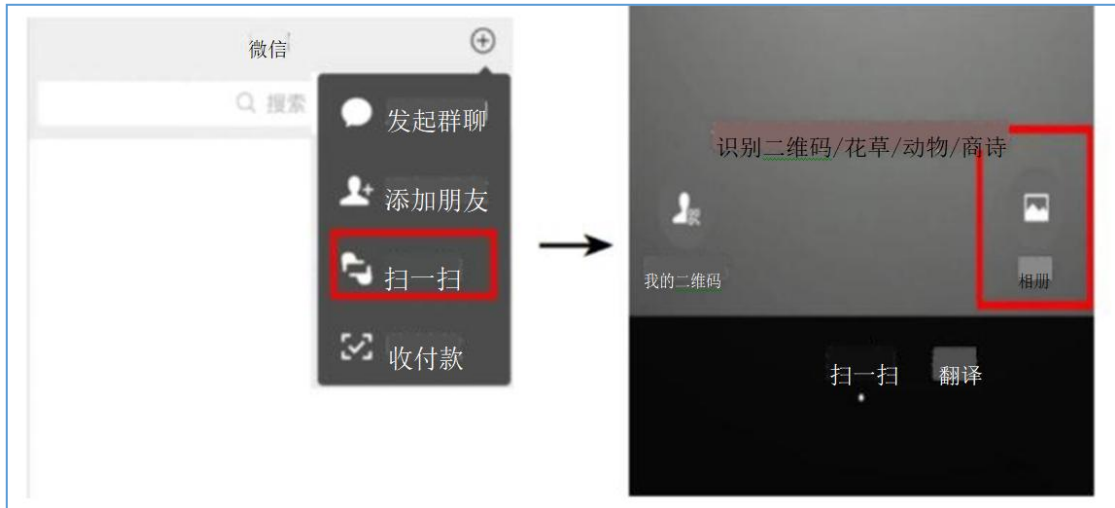 微信
搜索
发起群聊
添加朋友
扫一扫
收付款
识别二维码/花草/动物/商诗
我的二维码
相册
扫一扫
翻译